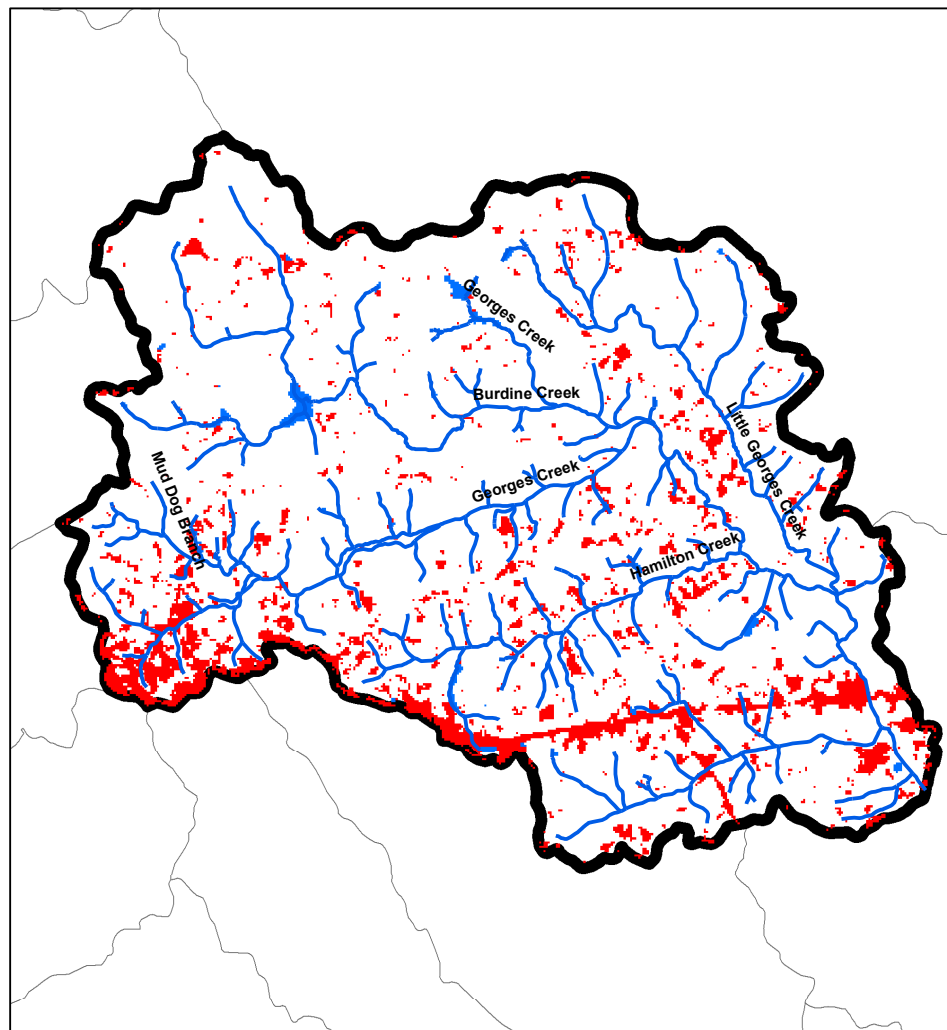 Georges Creek
Burdine Creek
Little Georges Creek
Mud Dog Branch
Georges Creek
Hamilton Creek